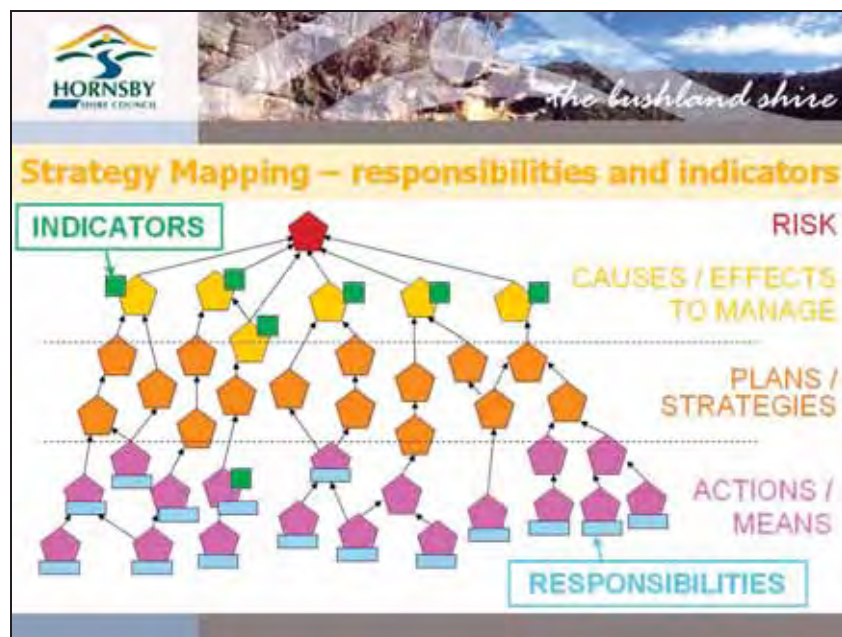 HORNSBY
SHIRE COUNCIL
the bushland shire
Strategy Mapping – responsibilities and indicators
INDICATORS
RISK
CAUSES / EFFECTS
TO MANAGE
PLANS /
STRATEGIES
ACTIONS /
MEANS
RESPONSIBILITIES